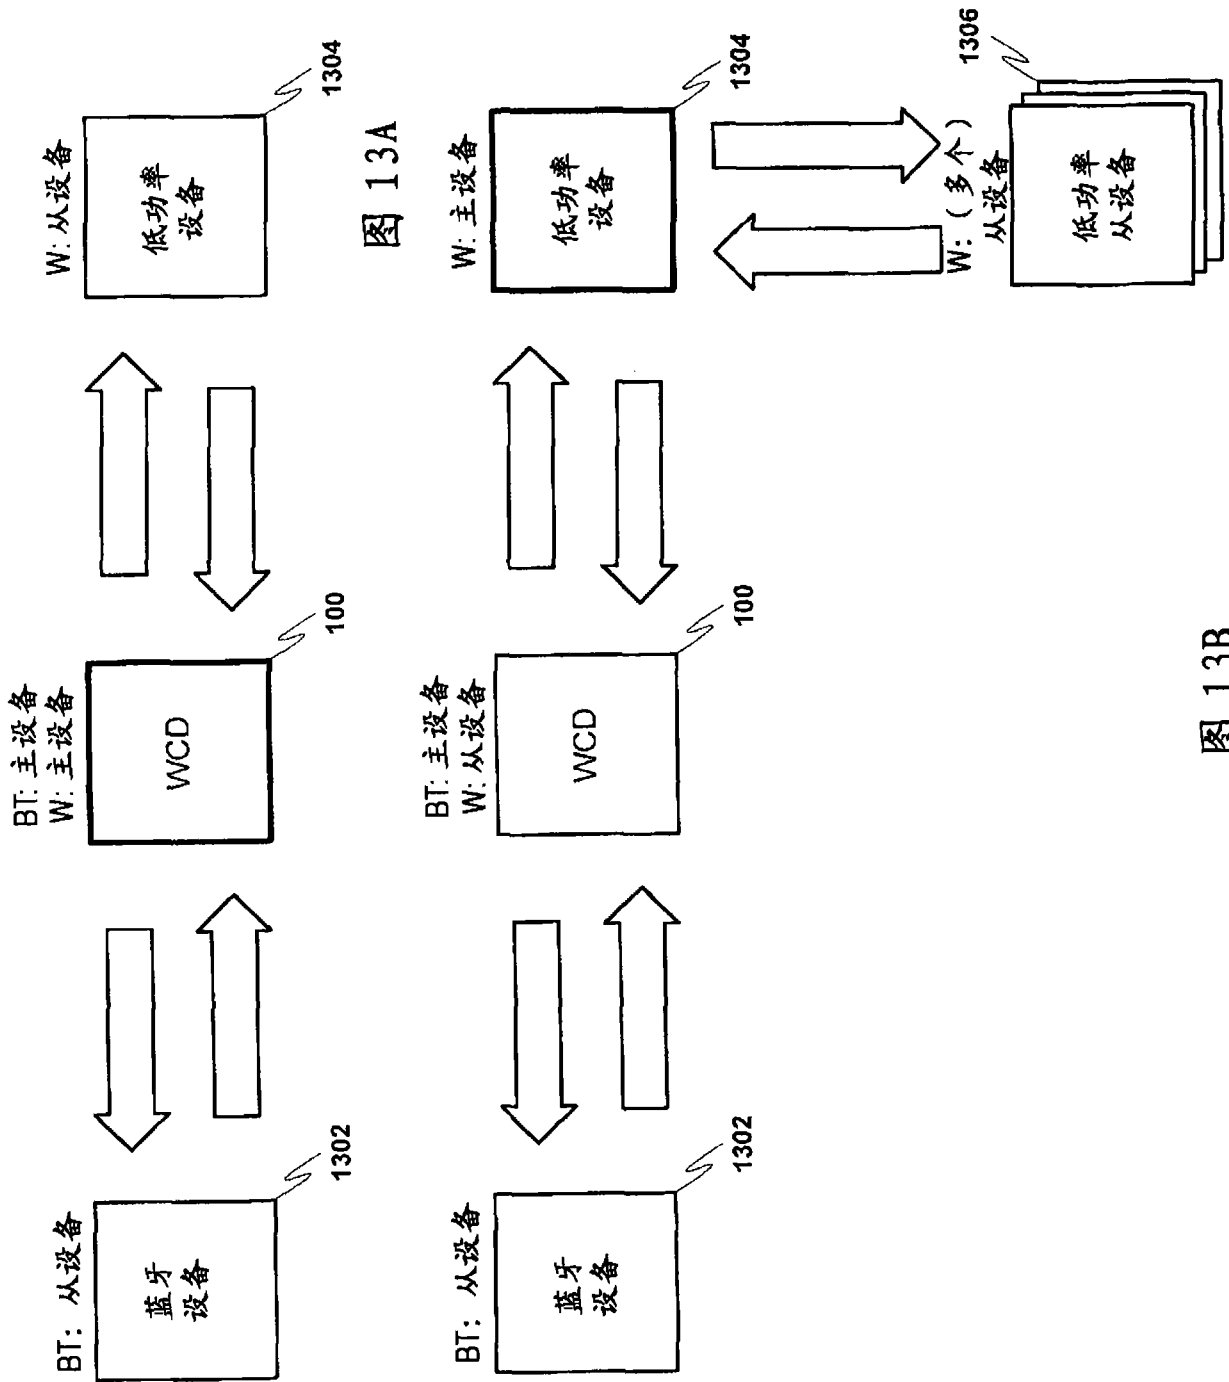 BT: 从设备
蓝牙
设备
1302
BT: 主设备
W: 主设备
WCD
100
W: 从设备
低功率
设备
1304
图 13A
BT: 从设备
蓝牙
设备
1302
BT: 主设备
W: 从设备
WCD
100
W: 主设备
低功率
设备
1304
W: (多个)
从设备
低功率
从设备
1306
图 13B